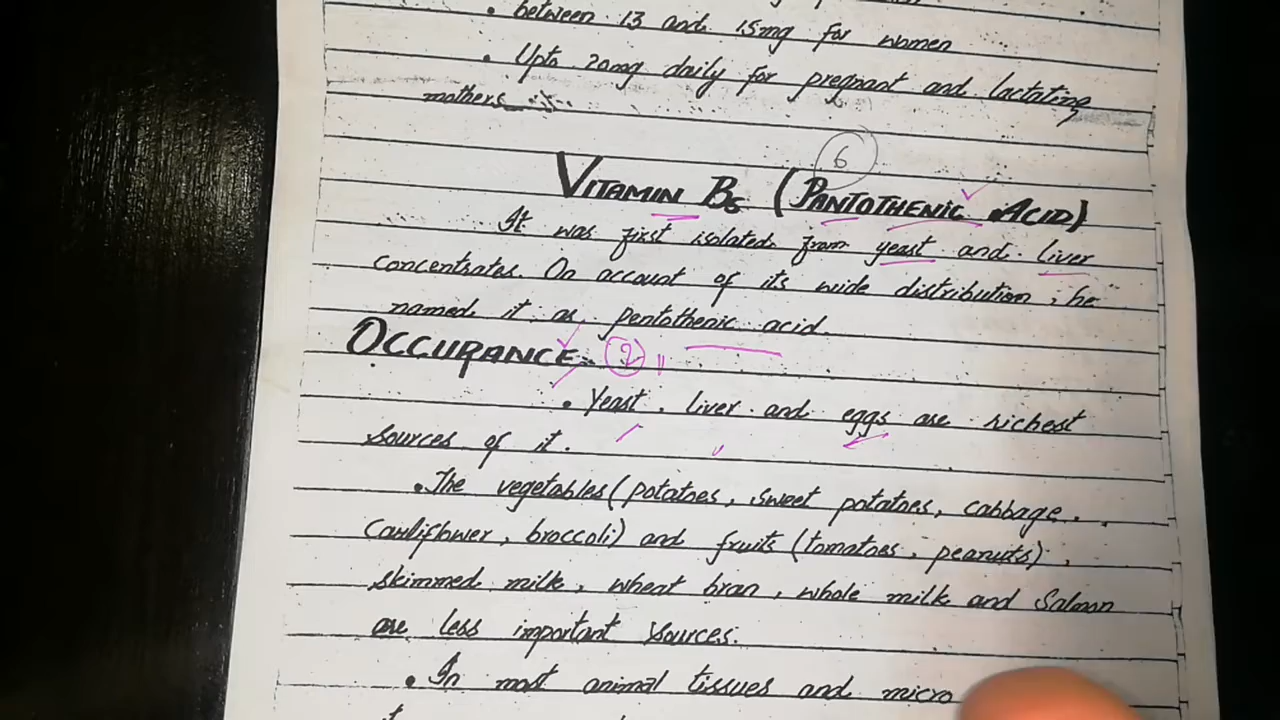 • between 13 and 15mg for women
• Upto 20mg daily for pregnant and lactating
mothers
6
VITAMIN B5 (PANTOTHENIC ACID)
It was first isolated from yeast and liver
concentrates. On account of its wide distribution, he
named it as pentothenic acid.
OCCURANCE:- 2
• Yeast, liver and eggs are richest
sources of it.
• The vegetables (potatoes, sweet potatoes, cabbage,
cauliflower, broccoli) and fruits (tomatoes, peanuts),
skimmed milk, wheat bran, whole milk and Salmon
are less important sources.
• In most animal tissues and micro